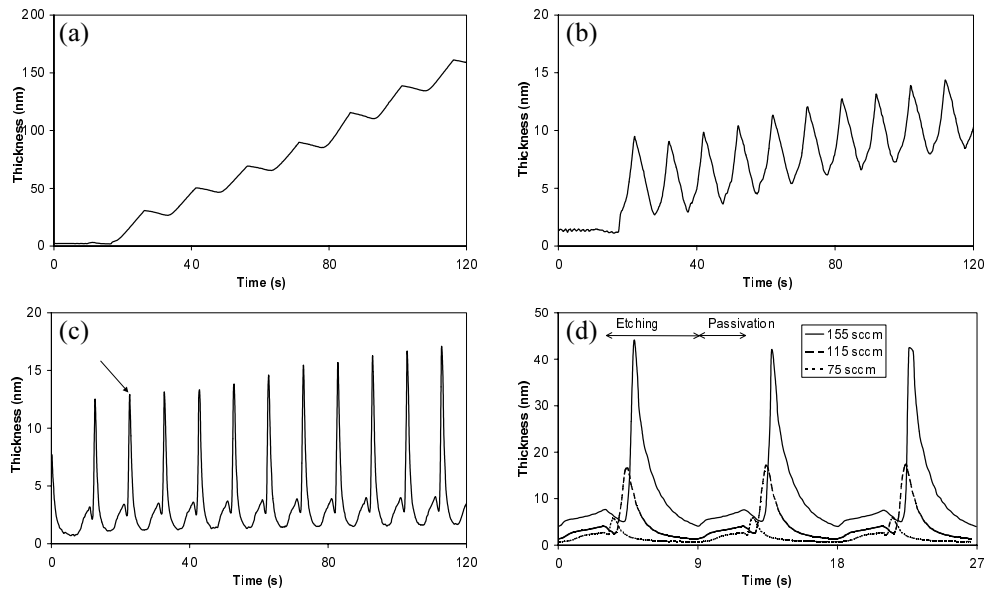 (a)
200
150
100
50
0
Thickness (nm)
0 40 80 120
Time (s)
(b)
20
15
10
5
0
Thickness (nm)
0 40 80 120
Time (s)
(c)
20
15
10
5
0
Thickness (nm)
0 40 80 120
Time (s)
(d)
50
40
30
20
10
0
Thickness (nm)
Etching Passivation
155 sccm
115 sccm
75 sccm
0 9 18 27
Time (s)